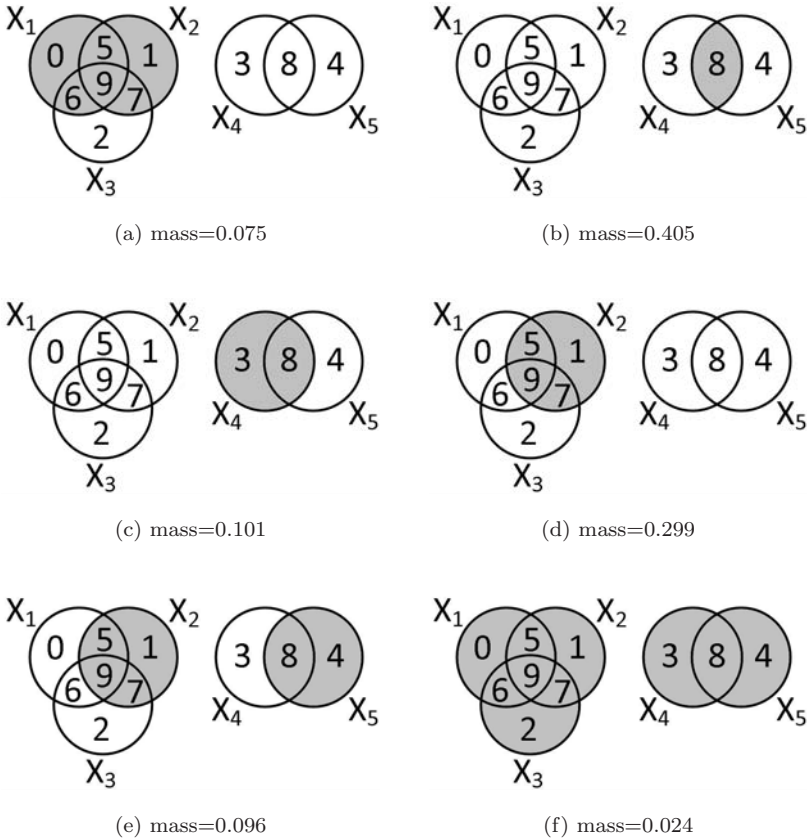 X₁ 0 5 1 X₂ 3 8 4
6 9 7
2 X₄ X₅
X₃
(a) mass=0.075
X₁ 0 5 1 X₂ 3 8 4
6 9 7
2 X₄ X₅
X₃
(b) mass=0.405
X₁ 0 5 1 X₂ 3 8 4
6 9 7
2 X₄ X₅
X₃
(c) mass=0.101
X₁ 0 5 1 X₂ 3 8 4
6 9 7
2 X₄ X₅
X₃
(d) mass=0.299
X₁ 0 5 1 X₂ 3 8 4
6 9 7
2 X₄ X₅
X₃
(e) mass=0.096
X₁ 0 5 1 X₂ 3 8 4
6 9 7
2 X₄ X₅
X₃
(f) mass=0.024